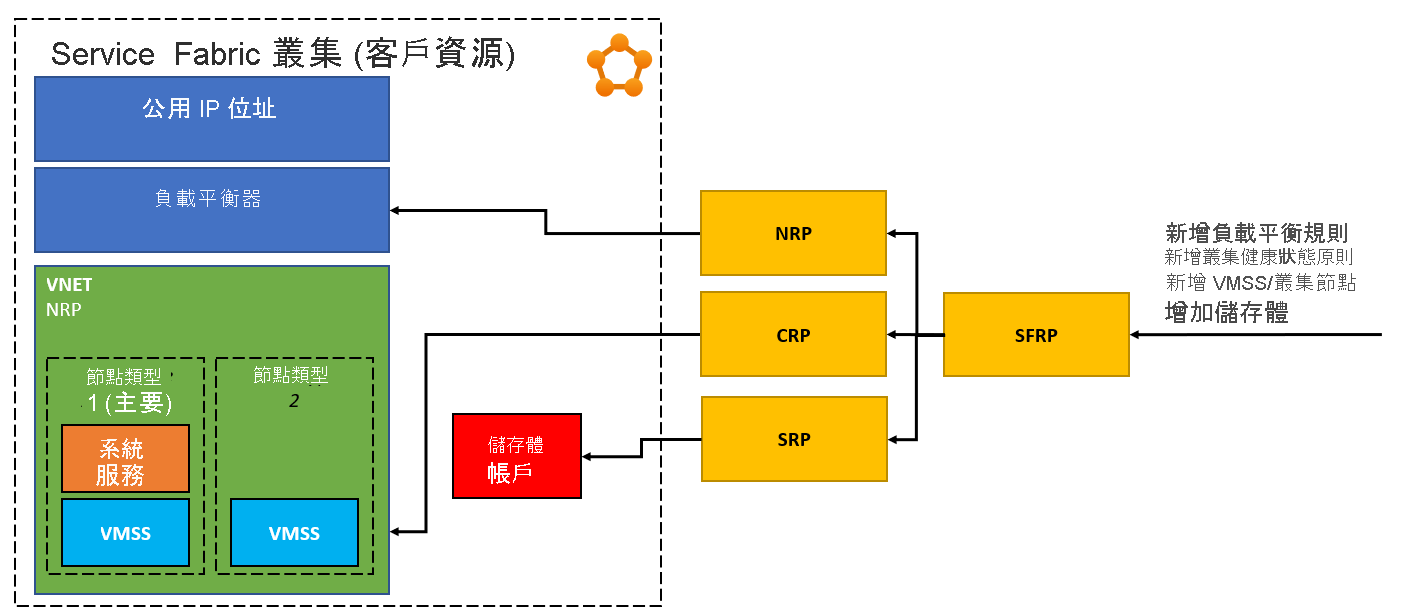 Service Fabric 叢集 (客戶資源)
公用 IP 位址
負載平衡器
VNET
NRP
節點類型
1 (主要)
系統
服務
VMSS
節點類型
2
VMSS
儲存體
帳戶
NRP
CRP
SRP
SFRP
新增負載平衡規則
新增叢集健康狀態原則
新增 VMSS/叢集節點
增加儲存體